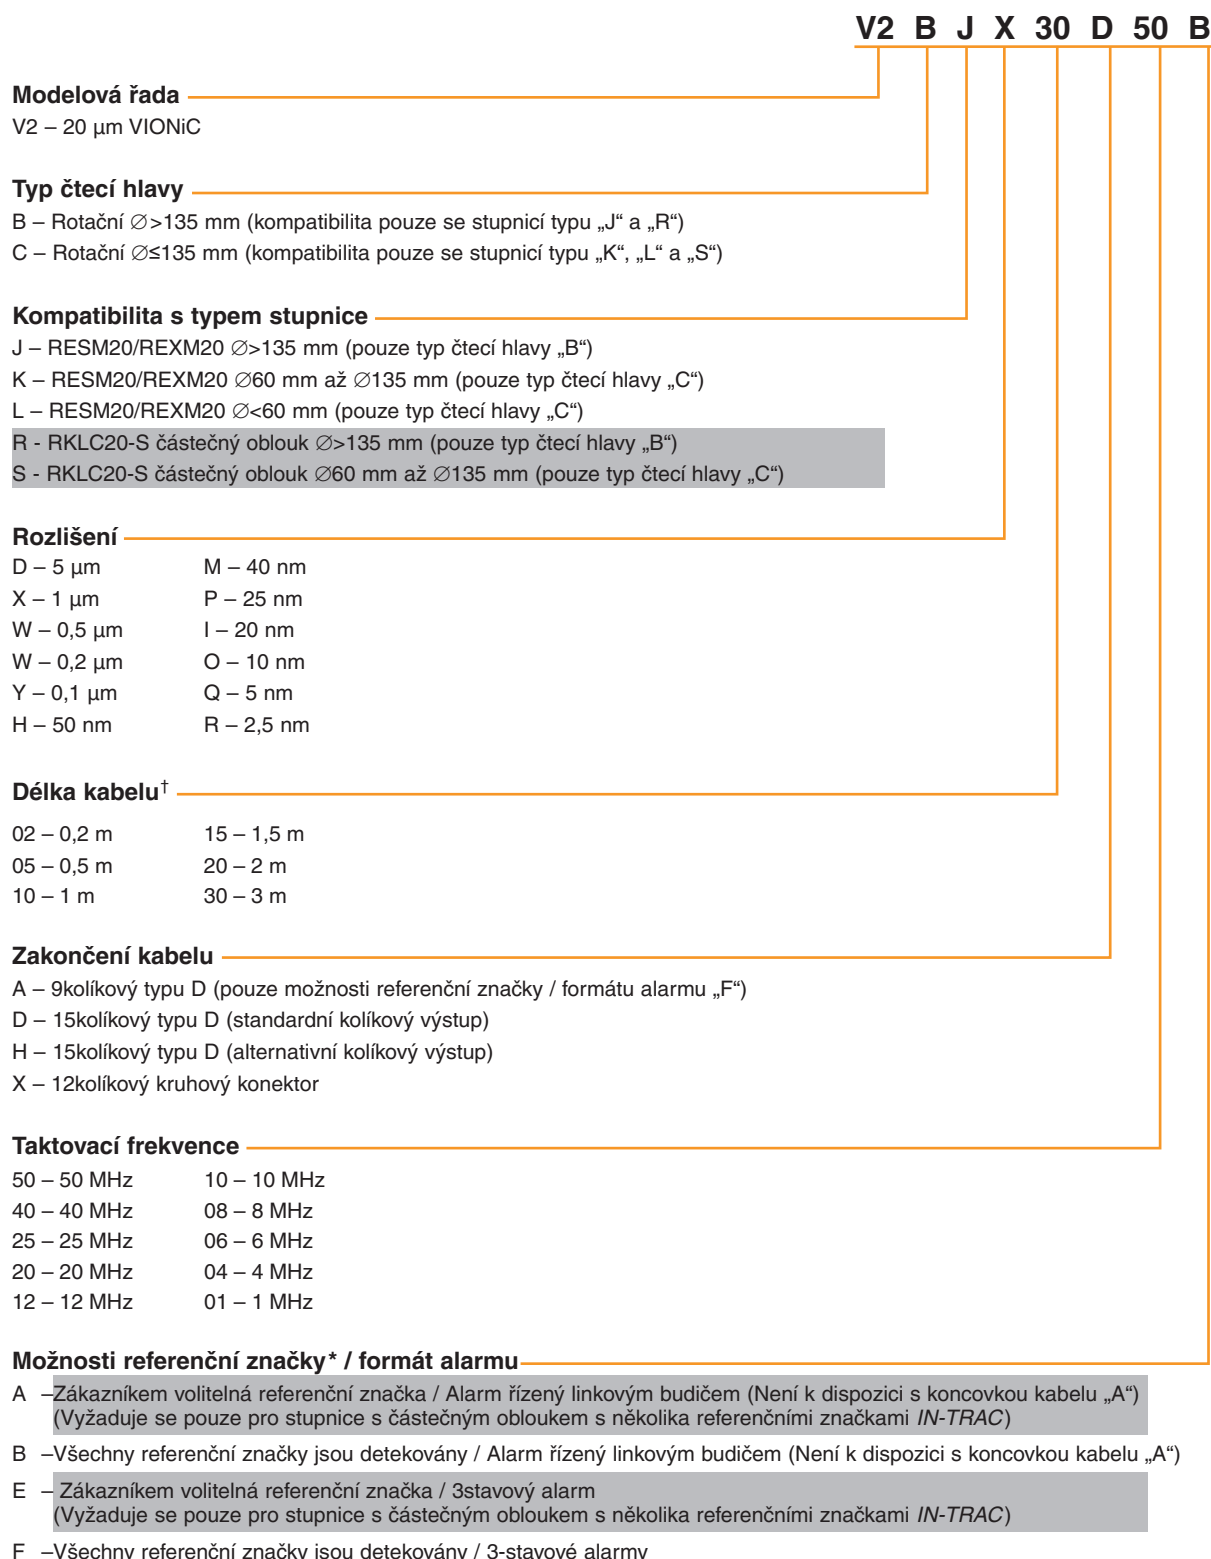 V2 B J X 30 D 50 B
Modelová řada
V2 – 20 µm VIONiC
Typ čtecí hlavy
B – Rotační ∅>135 mm (kompatibilita pouze se stupnicí typu „J“ a „R“)
C – Rotační ∅≤135 mm (kompatibilita pouze se stupnicí typu „K“, „L“ a „S“)
Kompatibilita s typem stupnice
J – RESM20/REXM20 ∅>135 mm (pouze typ čtecí hlavy „B“)
K – RESM20/REXM20 ∅60 mm až ∅135 mm (pouze typ čtecí hlavy „C“)
L – RESM20/REXM20 ∅<60 mm (pouze typ čtecí hlavy „C“)
R - RKLC20-S částečný oblouk ∅>135 mm (pouze typ čtecí hlavy „B“)
S - RKLC20-S částečný oblouk ∅60 mm až ∅135 mm (pouze typ čtecí hlavy „C“)
Rozlišení
D – 5 µm M – 40 nm
X – 1 µm P – 25 nm
W – 0,5 µm I – 20 nm
W – 0,2 µm O – 10 nm
Y – 0,1 µm Q – 5 nm
H – 50 nm R – 2,5 nm
Délka kabelu†
02 – 0,2 m 15 – 1,5 m
05 – 0,5 m 20 – 2 m
10 – 1 m 30 – 3 m
Zakončení kabelu
A – 9kolíkový typu D (pouze možnosti referenční značky / formátu alarmu „F“)
D – 15kolíkový typu D (standardní kolíkový výstup)
H – 15kolíkový typu D (alternativní kolíkový výstup)
X – 12kolíkový kruhový konektor
Taktovací frekvence
50 – 50 MHz 10 – 10 MHz
40 – 40 MHz 08 – 8 MHz
25 – 25 MHz 06 – 6 MHz
20 – 20 MHz 04 – 4 MHz
12 – 12 MHz 01 – 1 MHz
Možnosti referenční značky* / formát alarmu
A –Zákazníkem volitelná referenční značka / Alarm řízený linkovým budičem (Není k dispozici s koncovkou kabelu „A“)
(Vyžaduje se pouze pro stupnice s částečným obloukem s několika referenčními značkami IN-TRAC)
B –Všechny referenční značky jsou detekovány / Alarm řízený linkovým budičem (Není k dispozici s koncovkou kabelu „A“)
E – Zákazníkem volitelná referenční značka / 3stavový alarm
(Vyžaduje se pouze pro stupnice s částečným obloukem s několika referenčními značkami IN-TRAC)
F –Všechny referenční značky jsou detekovány / 3-stavové alarmy